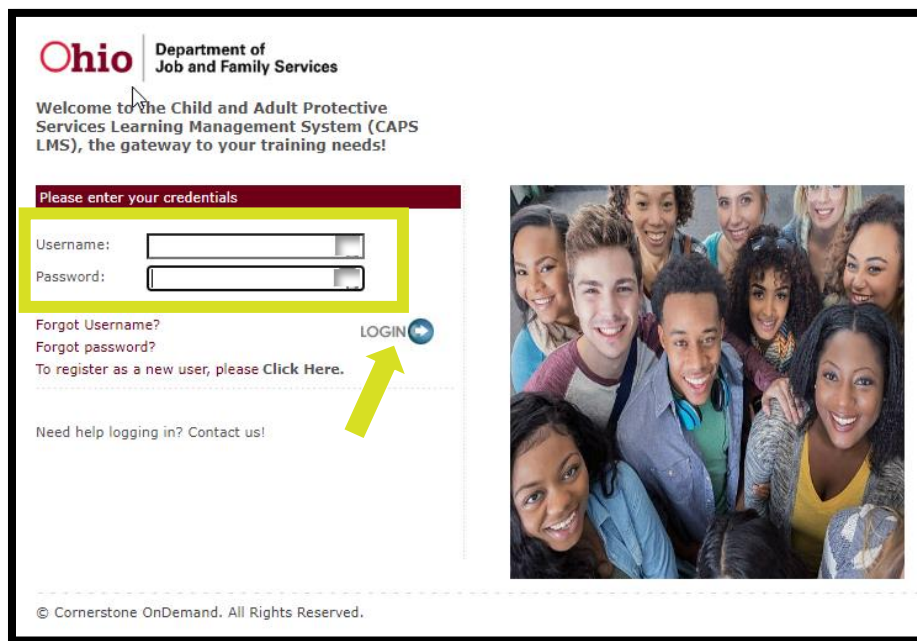 Ohio
Department of
Job and Family Services
Welcome to the Child and Adult Protective
Services Learning Management System (CAPS
LMS), the gateway to your training needs!
Please enter your credentials
Username:
Password:
Forgot Username?
LOGIN
Forgot password?
To register as a new user, please Click Here.
Need help logging in? Contact us!
© Cornerstone OnDemand. All Rights Reserved.